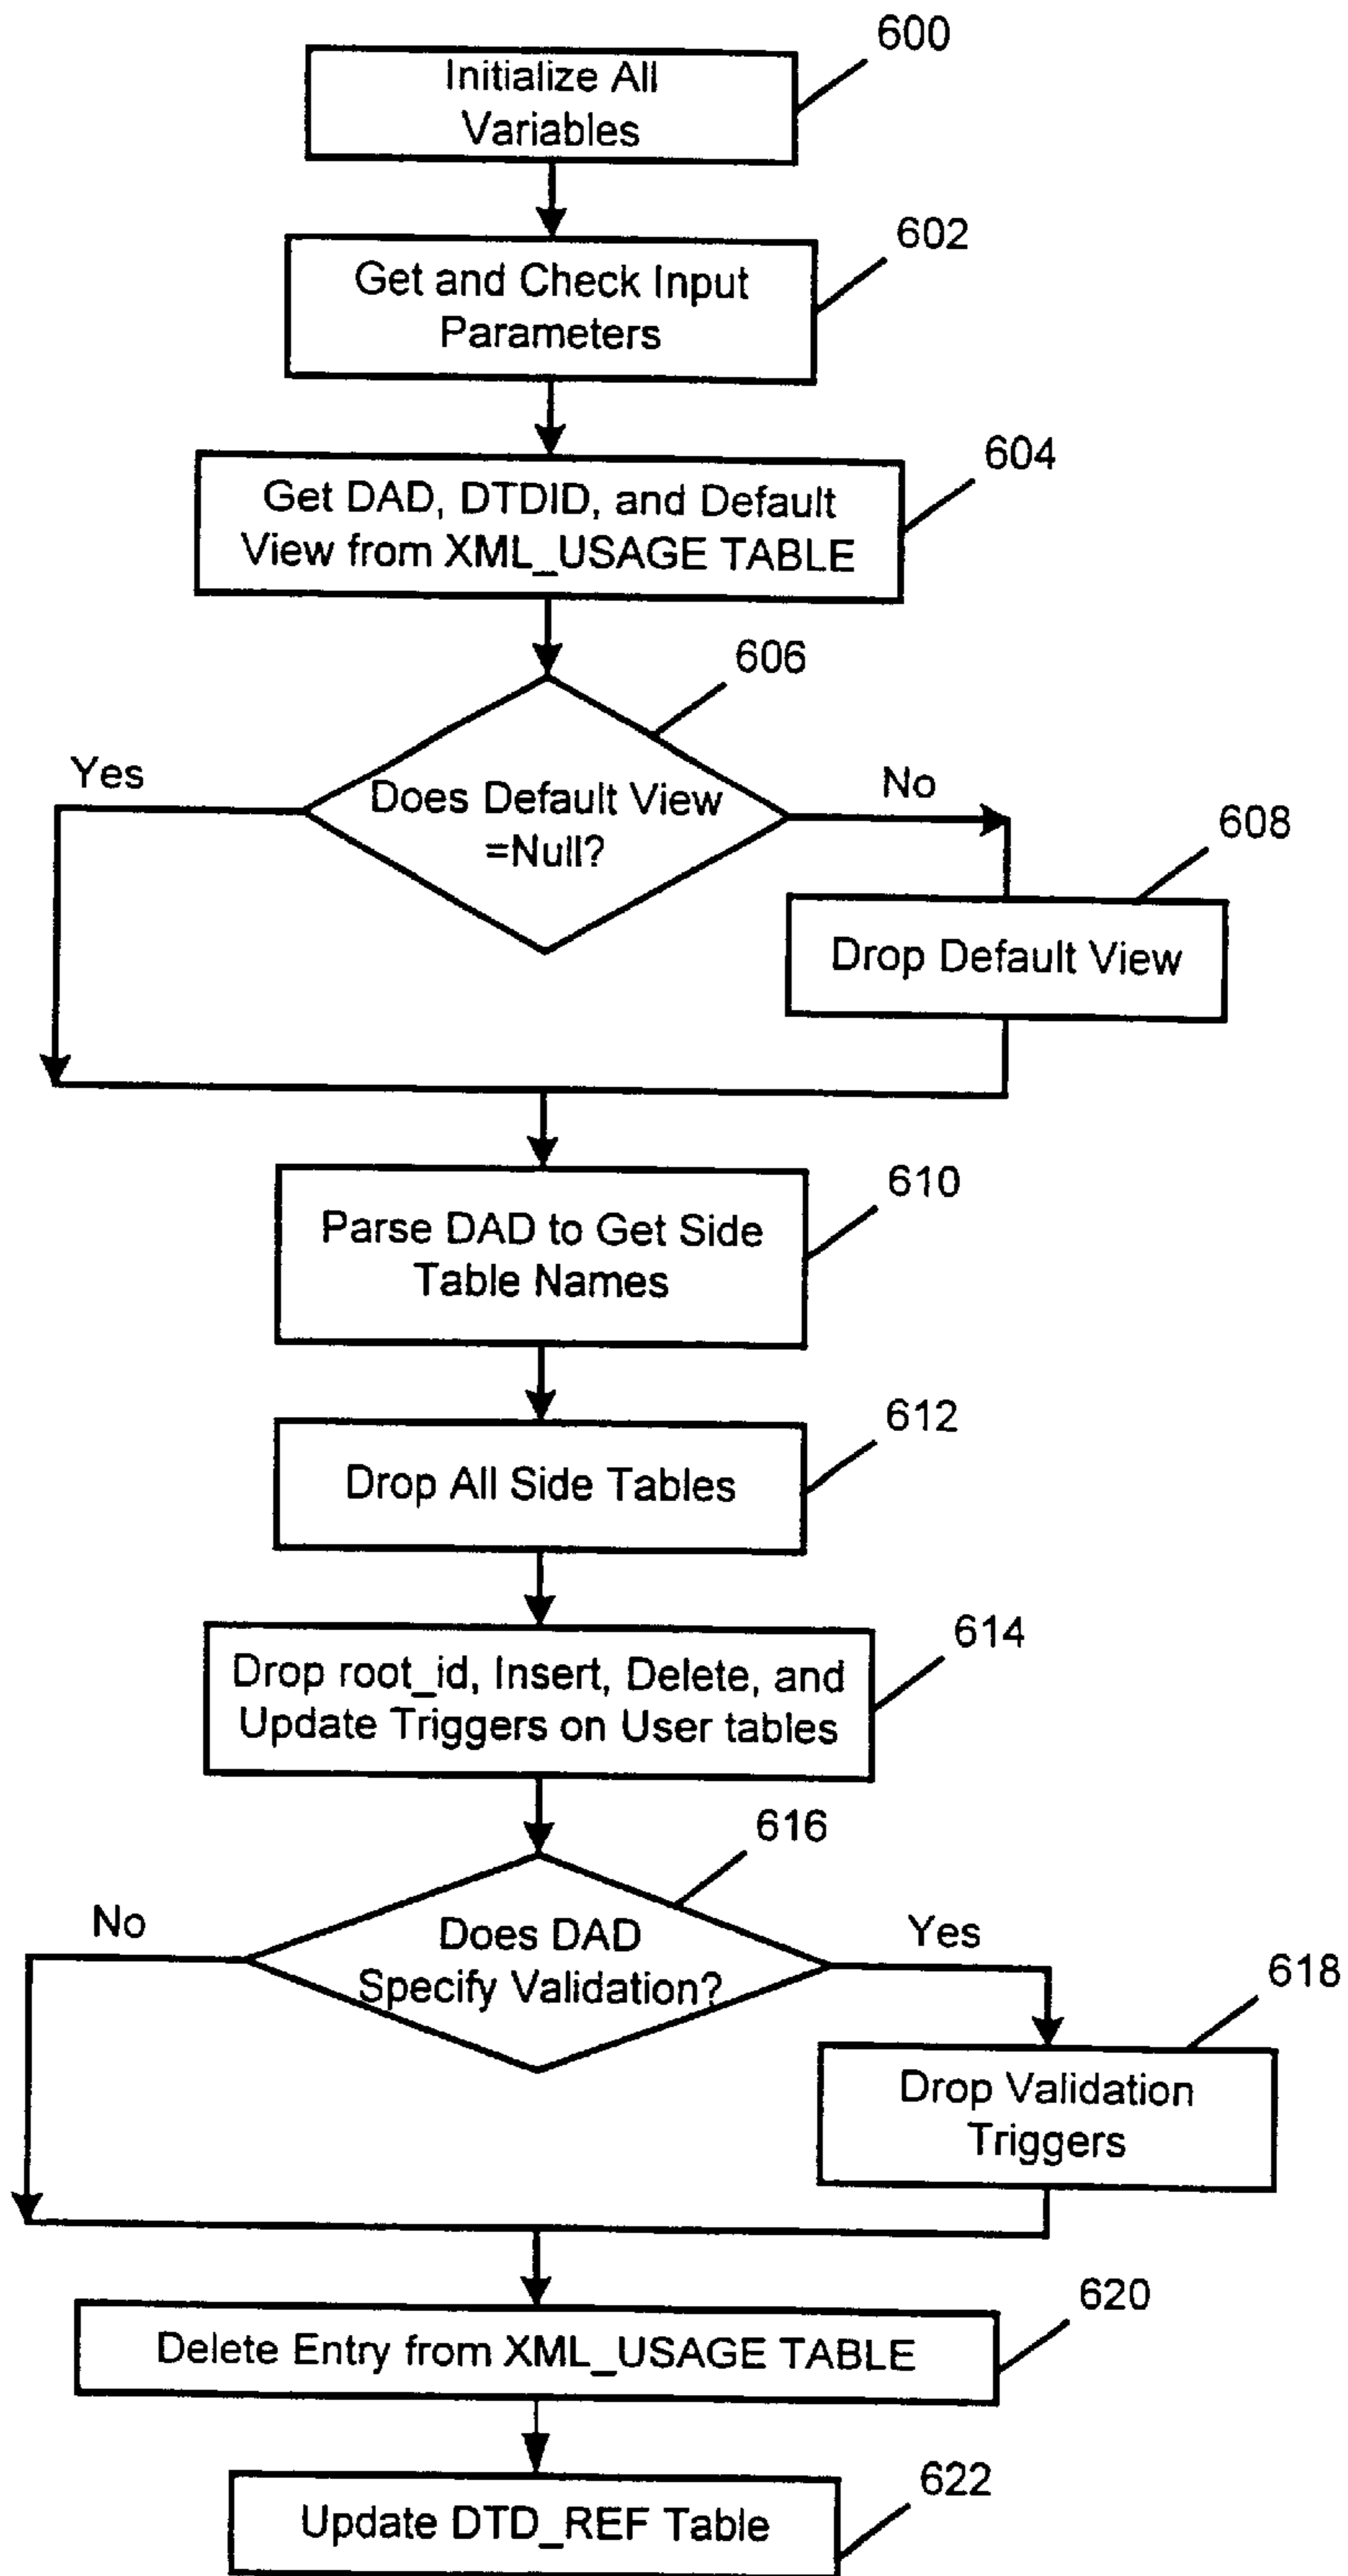 600
Initialize All
Variables
602
Get and Check Input
Parameters
604
Get DAD, DTDID, and Default
View from XML_USAGE TABLE
606
Yes
No
Does Default View
=Null?
608
Drop Default View
610
Parse DAD to Get Side
Table Names
612
Drop All Side Tables
614
Drop root_id, Insert, Delete, and
Update Triggers on User tables
616
No
Yes
Does DAD
Specify Validation?
618
Drop Validation
Triggers
620
Delete Entry from XML_USAGE TABLE
622
Update DTD_REF Table